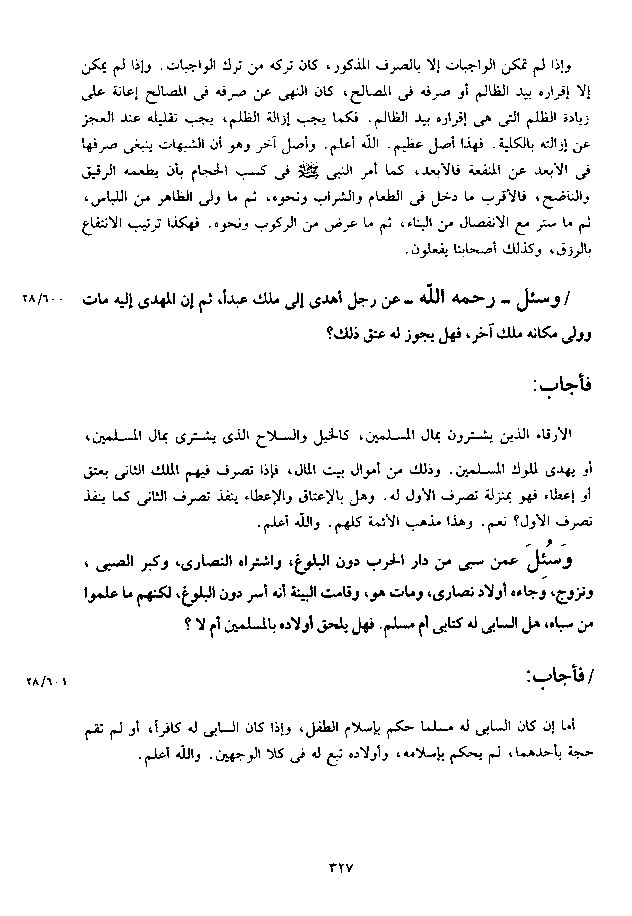 وإذا لم تمكن الواجبات إلا بالصرف المذكور، كان تركه من ترك الواجبات. وإذا لم يمكن
إلا إقراره بيد الظالم أو صرفه فى المصالح، كان النهى عن صرفه فى المصالح إعانة على
زيادة الظلم التى هى إقراره بيد الظالم. فكما يجب إزالة الظلم، يجب تقليله عند العجز
عن إزالته بالكلية. فهذا أصل عظيم. الله أعلم. وأصل آخر وهو أن الشبهات ينبغى صرفها
فى الأبعد عن المنفعة فالأبعد، كما أمر النبى ﷺ فى كسب الحجام بأن يطعمه الرقيق
والناضح، فالأقرب ما دخل فى الطعام والشراب ونحوه، ثم ما ولى الظاهر من اللباس،
ثم ما ستر مع الانفصال من البناء، ثم ما عرض من الركوب ونحوه. فهكذا ترتيب الانتفاع
بالرزق، وكذلك أصحابنا يفعلون.
/ وسئل ـ رحمه الله ـ عن رجل أهدى إلى ملك عبداً، ثم إن المهدى إليه مات ٢٨/٦٠٠
وولى مكانه ملك آخر، فهل يجوز له عتق ذلك؟
فأجاب:
الأرقاء الذين يشترون بمال المسلمين، كالخيل والسلاح الذى يشترى بمال المسلمين،
أو يهدى لملوك المسلمين. وذلك من أموال بيت المال، فإذا تصرف فيهم الملك الثانى بعتق
أو إعطاء فهو بمنزلة تصرف الأول له. وهل بالإعتاق والإعطاء ينفذ تصرف الثانى كما ينفذ
تصرف الأول؟ نعم. وهذا مذهب الأئمة كلهم. والله أعلم.
وَسُئِلَ عمن سبى من دار الحرب دون البلوغ، واشتراه النصارى، وكبر الصبى ،
وتزوج، وجاءه أولاد نصارى، ومات هو، وقامت البينة أنه أسر دون البلوغ، لكنهم ما علموا
من سباه، هل السابى له كتابى أم مسلم. فهل يلحق أولاده بالمسلمين أم لا ؟
/ فأجاب: ٢٨/٦٠١
أما إن كان السابى له مسلما حكم بإسلام الطفل، وإذا كان السابى له كافراً، أو لم تقم
حجة بأحدهما، لم يحكم بإسلامه، وأولاده تبع له فى كلا الوجهين. والله أعلم.
٣٢٧